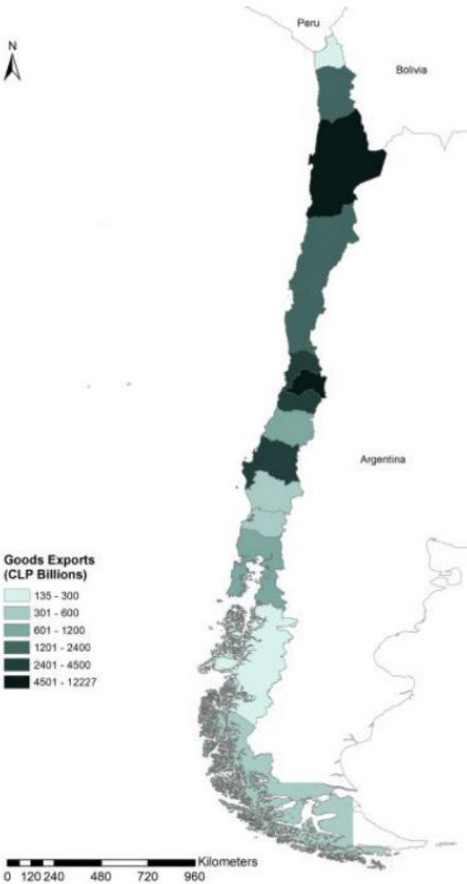 Peru
N
Bolivia
Argentina
Goods Exports
(CLP Billions)
135 - 300
301 - 600
601 - 1200
1201 - 2400
2401 - 4500
4501 - 12227
Kilometers
0 120 240 480 720 960